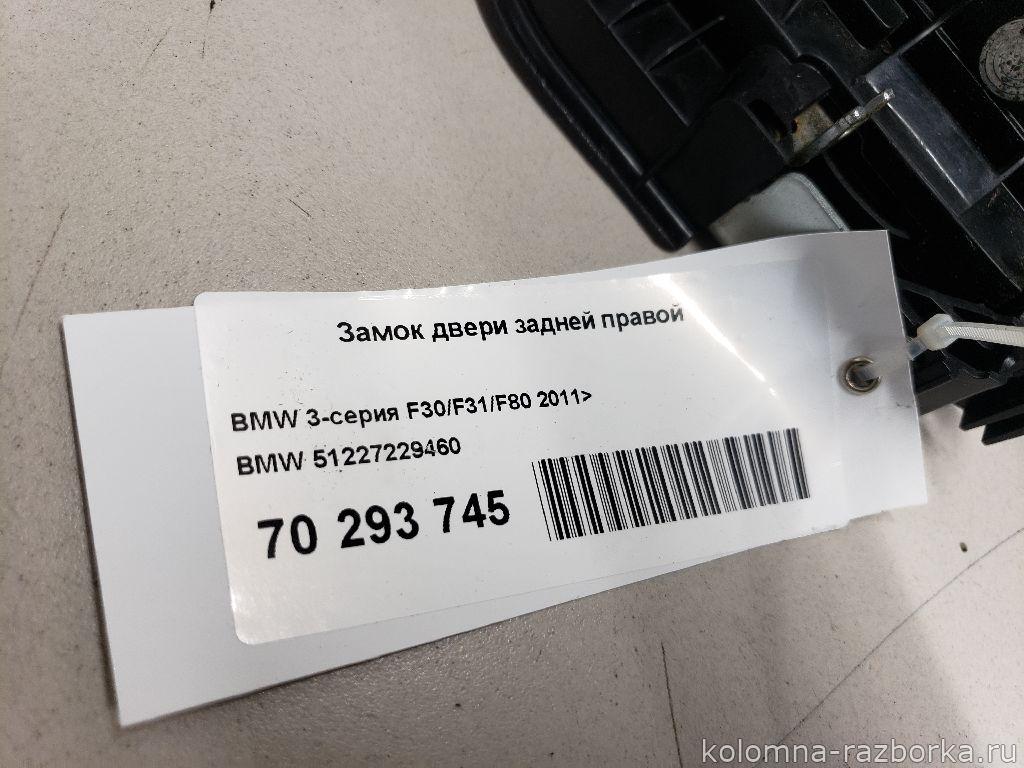 Замок двери задней правой
BMW 3-серия F30/F31/F80 2011>
BMW 51227229460
70 293 745
kolomna-razborka.ru